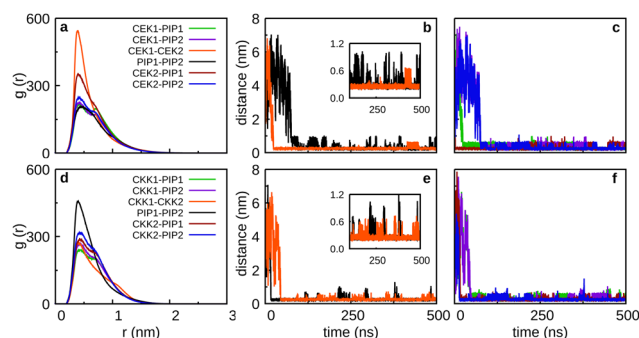 a
b
c
CEK1-PIP1
CEK1-PIP2
CEK1-CEK2
PIP1-PIP2
CEK2-PIP1
CEK2-PIP2
600
300
0
g (r)
8
6
4
2
0
distance (nm)
1.2
0.6
0.0
250 500
d
e
f
CKK1-PIP1
CKK1-PIP2
CKK1-CKK2
PIP1-PIP2
CKK2-PIP1
CKK2-PIP2
600
300
0
g (r)
0 1 2 3
r (nm)
8
6
4
2
0
distance (nm)
1.2
0.6
0.0
250 500
0 250 500
time (ns)
0 250 500
time (ns)